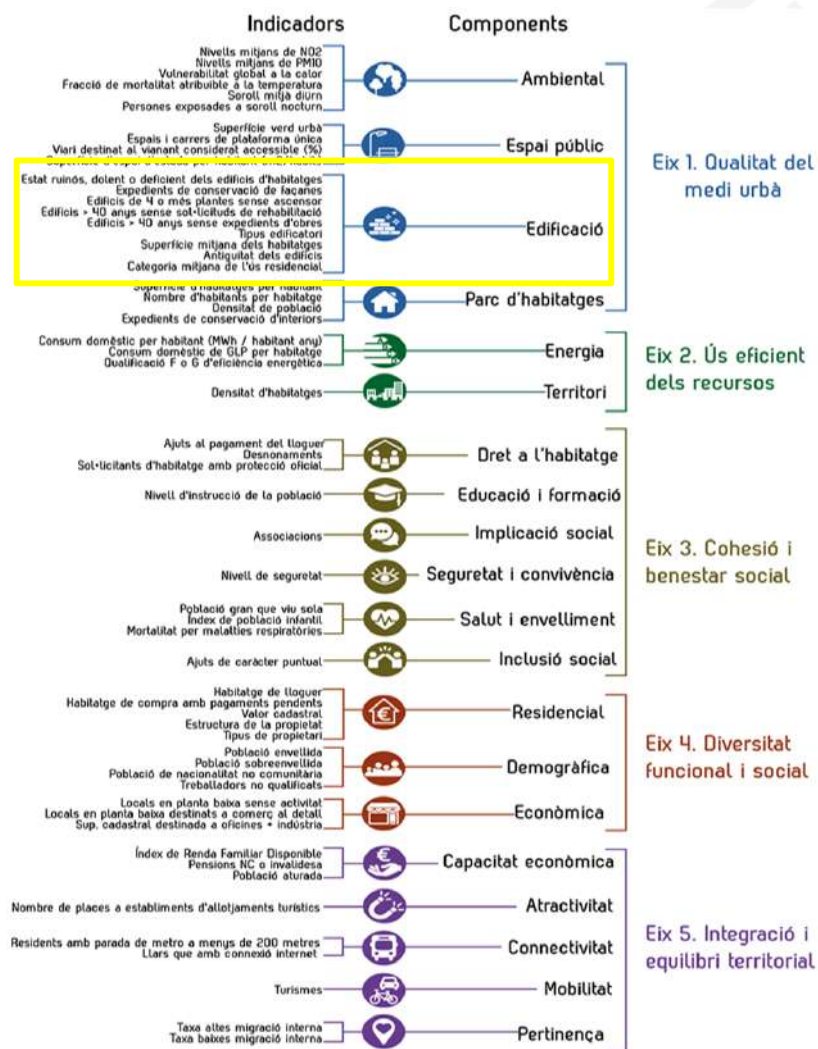 Indicadors
Components
Nivells mitjans de NO2
Nivells mitjans de PM10
Vulnerabilitat global a la calor
Fracció de mortalitat atribuïble a la temperatura
Soroll mitjà diürn
Persones exposades a soroll nocturn
Ambiental
Superfície verd urbà
Espais i carrers de plataforma única
Viari destinat al vianant considerat accessible (%)
Espai públic
Eix 1. Qualitat del
medi urbà
Estat ruinós, dolent o deficient dels edificis d'habitatges
Expedients de conservació de façanes
Edificis de 4 o més plantes sense ascensor
Edificis > 40 anys sense sol·licituds de rehabilitació
Edificis > 40 anys sense expedients d'obres
Tipus edificatori
Superfície mitjana dels habitatges
Antiguitat dels edificis
Categoria mitjana de l'ús residencial
Edificació
Superfície d'habitatges per habitant
Nombre d'habitants per habitatge
Densitat de població
Expedients de conservació d'interiors
Parc d'habitatges
Consum domèstic per habitant (MWh / habitant any)
Consum domèstic de GLP per habitatge
Qualificació F o G d'eficiència energètica
Energia
Eix 2. Ús eficient
dels recursos
Densitat d'habitatges
Territori
Ajuts al pagament del lloguer
Desnonaments
Sol·licitants d'habitatge amb protecció oficial
Dret a l'habitatge
Nivell d'instrucció de la població
Educació i formació
Associacions
Implicació social
Eix 3. Cohesió i
benestar social
Nivell de seguretat
Seguretat i convivència
Població gran que viu sola
Índex de població infantil
Mortalitat per malalties respiratòries
Salut i envelliment
Ajuts de caràcter puntual
Inclusió social
Habitatge de lloguer
Habitatge de compra amb pagaments pendents
Valor cadastral
Estructura de la propietat
Tipus de propietari
Residencial
Eix 4. Diversitat
funcional i social
Població envellida
Població sobreenvellida
Població de nacionalitat no comunitària
Treballadors no qualificats
Demogràfica
Locals en planta baixa sense activitat
Locals en planta baixa destinats a comerç al detall
Sup. cadastral destinada a oficines + indústria
Econòmica
Índex de Renda Familiar Disponible
Pensions NC o invalidesa
Població aturada
Capacitat econòmica
Nombre de places a establiments d'allotjaments turístics
Atractivitat
Eix 5. Integració i
equilibri territorial
Residents amb parada de metro a menys de 200 metres
Llars que amb connexió internet
Connectivitat
Turismes
Mobilitat
Taxa altes migració interna
Taxa baixes migració interna
Pertinença